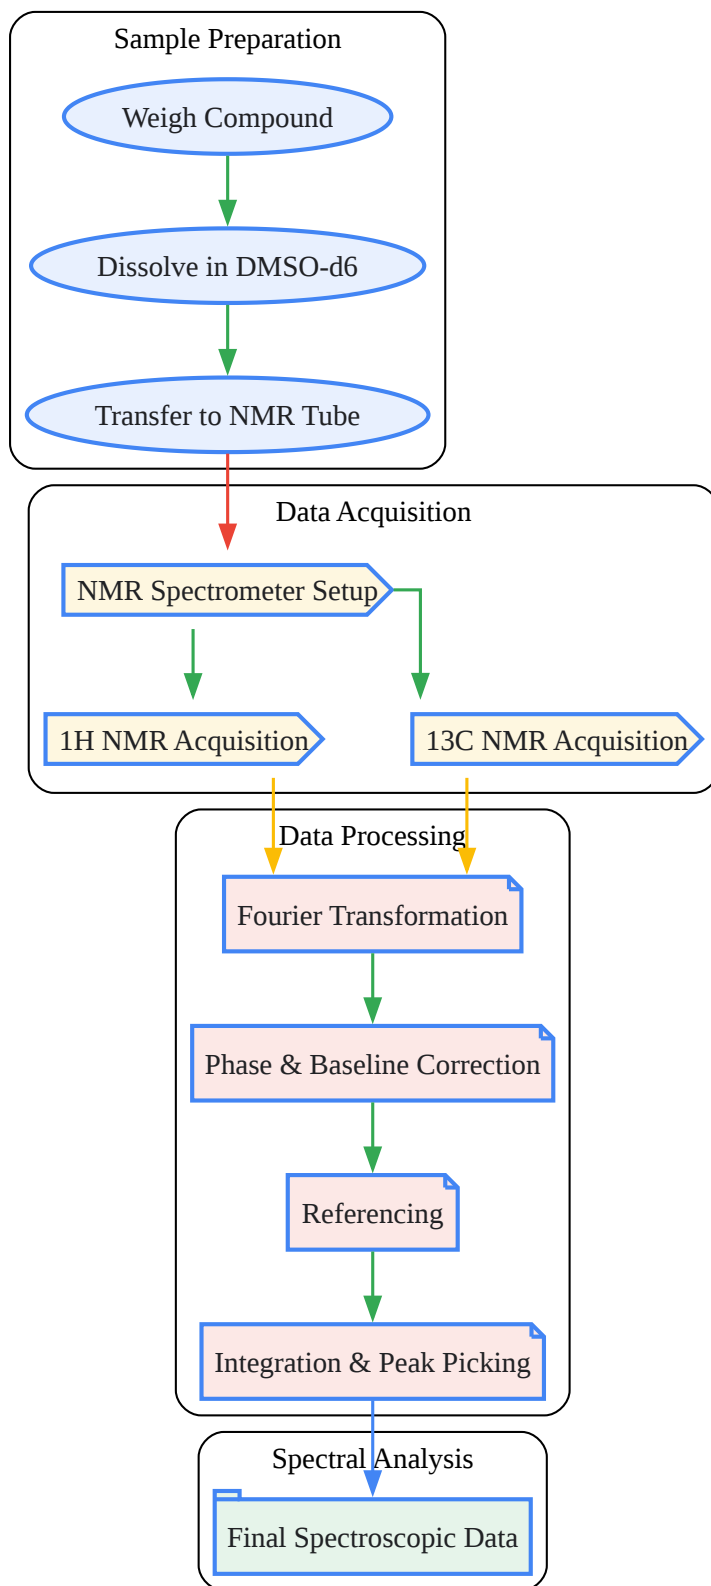 Sample Preparation
Weigh Compound
Dissolve in DMSO-d6
Transfer to NMR Tube
Data Acquisition
NMR Spectrometer Setup
1H NMR Acquisition
13C NMR Acquisition
Data Processing
Fourier Transformation
Phase & Baseline Correction
Referencing
Integration & Peak Picking
Spectral Analysis
Final Spectroscopic Data